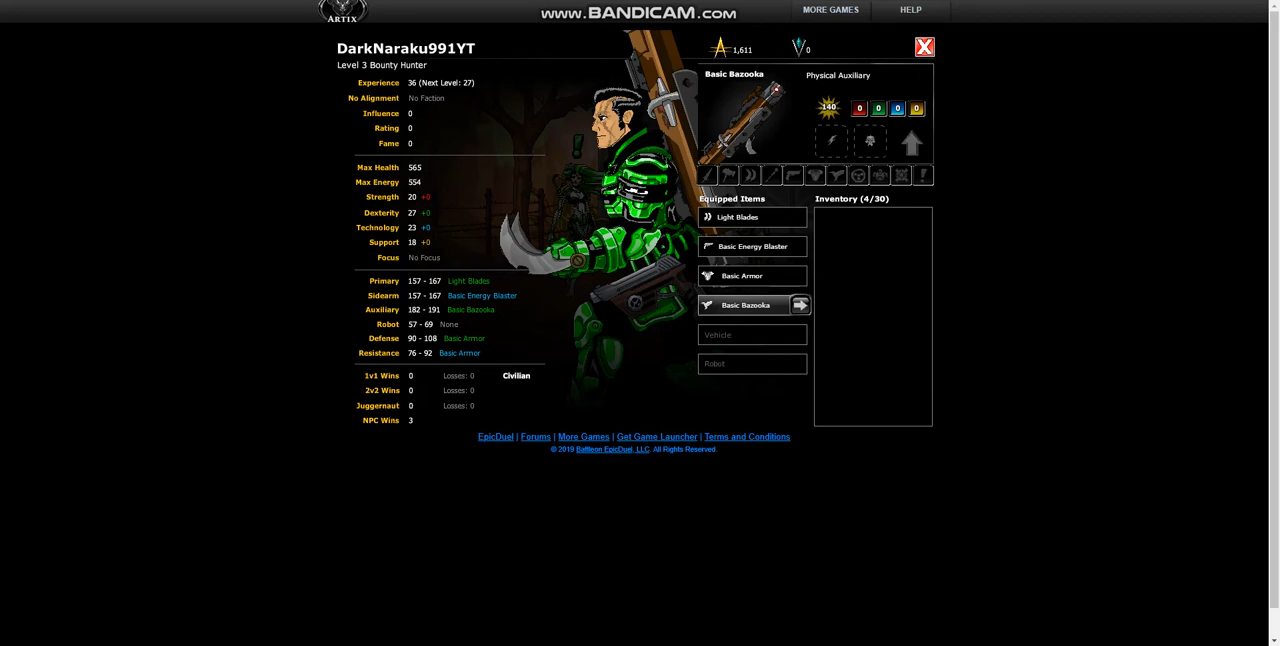 ARTIX
www.BANDICAM.com
MORE GAMES
HELP
DarkNaraku991YT
Level 3 Bounty Hunter
1,611
0
Experience 36 (Next Level: 27)
No Alignment No Faction
Influence 0
Rating 0
Fame 0
Max Health 565
Max Energy 554
Strength 20 +0
Dexterity 27 +0
Technology 23 +0
Support 18 +0
Focus No Focus
Primary 157 - 167 Light Blades
Sidearm 157 - 167 Basic Energy Blaster
Auxiliary 182 - 191 Basic Bazooka
Robot 57 - 69 None
Defense 90 - 108 Basic Armor
Resistance 76 - 92 Basic Armor
1v1 Wins 0 Losses: 0 Civilian
2v2 Wins 0 Losses: 0
Juggernaut 0 Losses: 0
NPC Wins 3
Basic Bazooka
Physical Auxiliary
140 0 0 0 0
Equipped Items
Light Blades
Basic Energy Blaster
Basic Armor
Basic Bazooka
Vehicle
Robot
Inventory (4/30)
EpicDuel | Forums | More Games | Get Game Launcher | Terms and Conditions
© 2019 Battleon EpicDuel, LLC. All Rights Reserved.